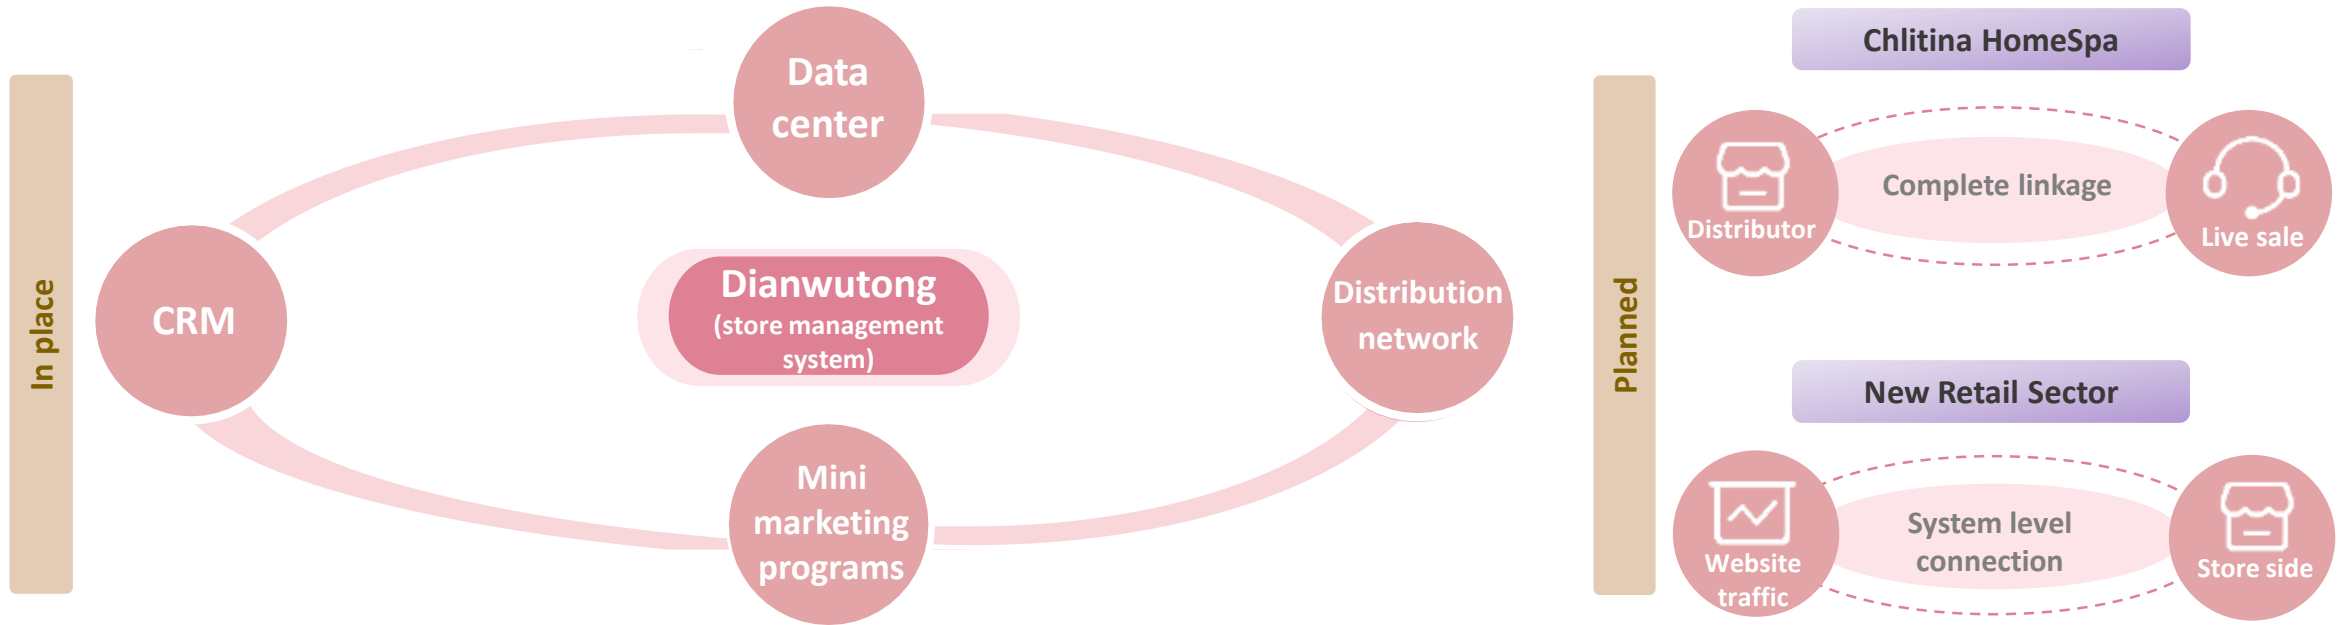 In place
Data
center
CRM
Dianwutong
(store management
system)
Distribution
network
Mini
marketing
programs
Planned
Chlitina HomeSpa
Distributor
Complete linkage
Live sale
New Retail Sector
Website
traffic
System level
connection
Store side